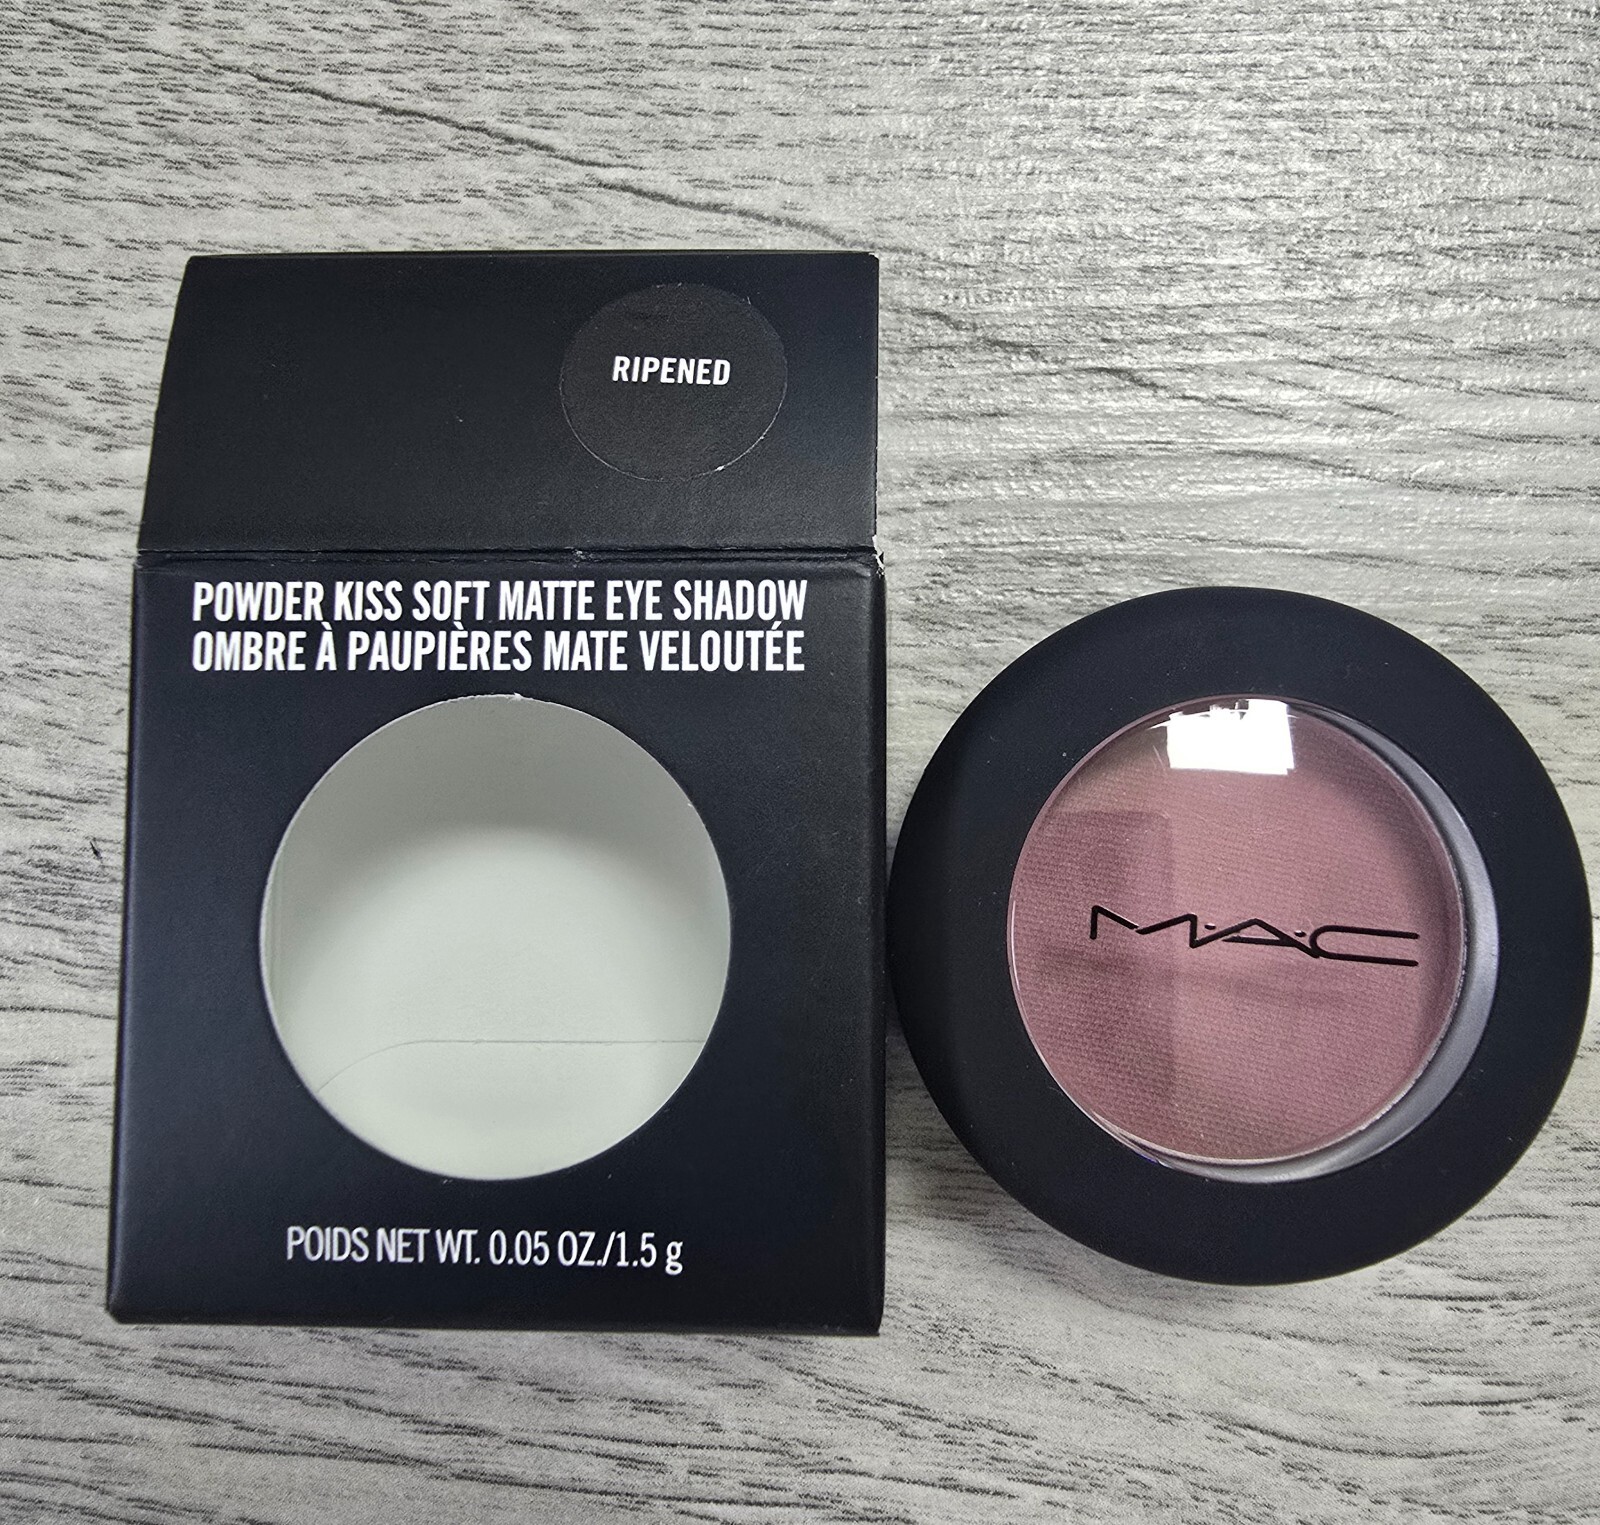 RIPENED
POWDER KISS SOFT MATTE EYE SHADOW
OMBRE À PAUPIÈRES MATE VELOUTÉE
POIDS NET WT. 0.05 OZ./1.5 g
M·A·C